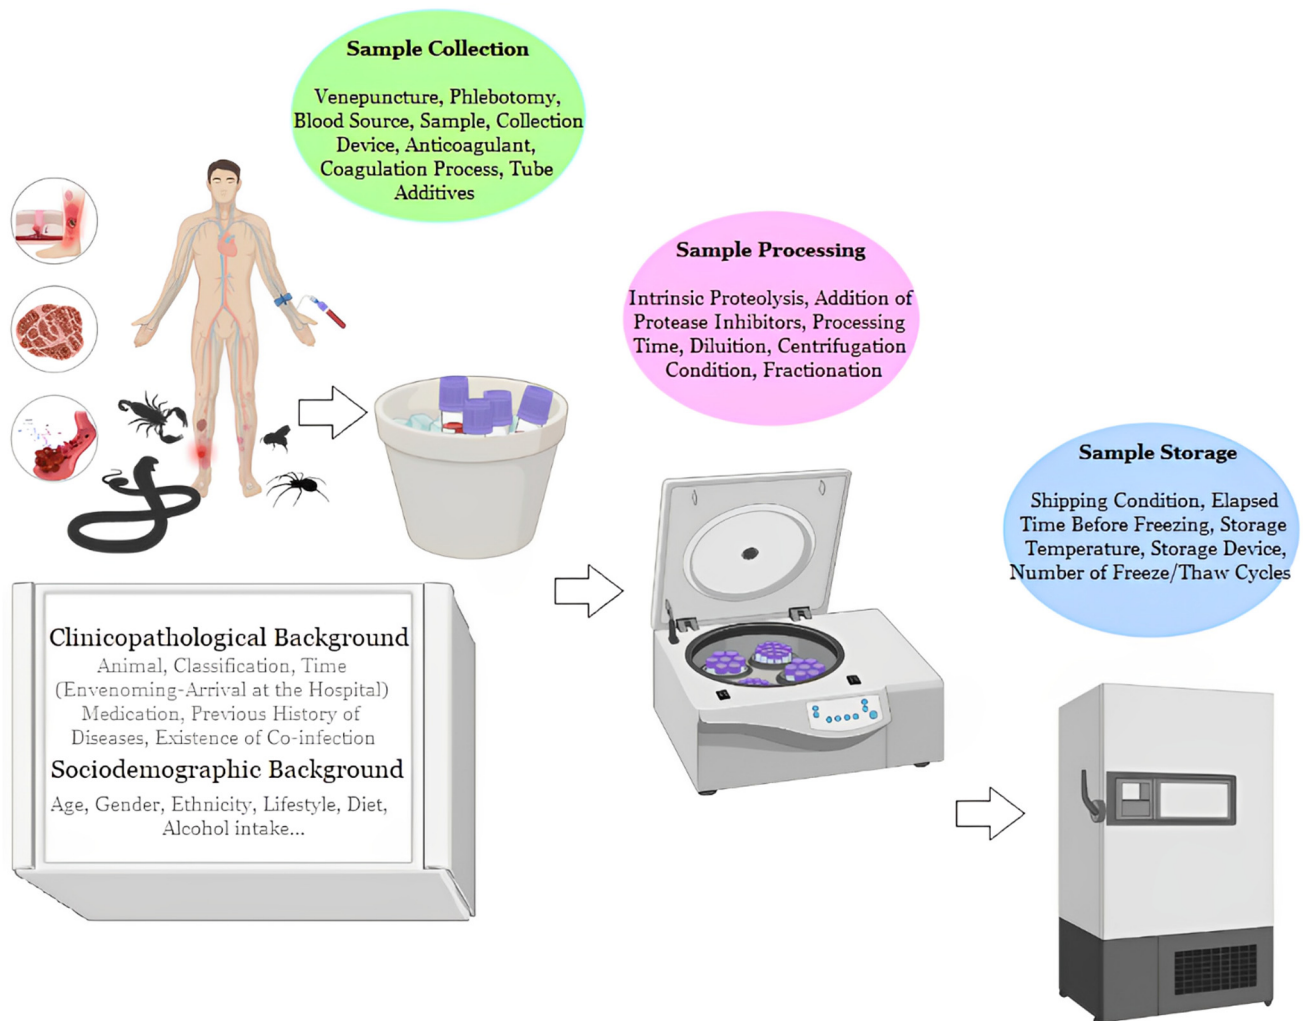 Sample Collection
Venepuncture, Phlebotomy,
Blood Source, Sample, Collection
Device, Anticoagulant,
Coagulation Process, Tube
Additives
Sample Processing
Intrinsic Proteolysis, Addition of
Protease Inhibitors, Processing
Time, Diluition, Centrifugation
Condition, Fractionation
Sample Storage
Shipping Condition, Elapsed
Time Before Freezing, Storage
Temperature, Storage Device,
Number of Freeze/Thaw Cycles
Clinicopathological Background
Animal, Classification, Time
(Envenoming-Arrival at the Hospital)
Medication, Previous History of
Diseases, Existence of Co-infection
Sociodemographic Background
Age, Gender, Ethnicity, Lifestyle, Diet,
Alcohol intake...